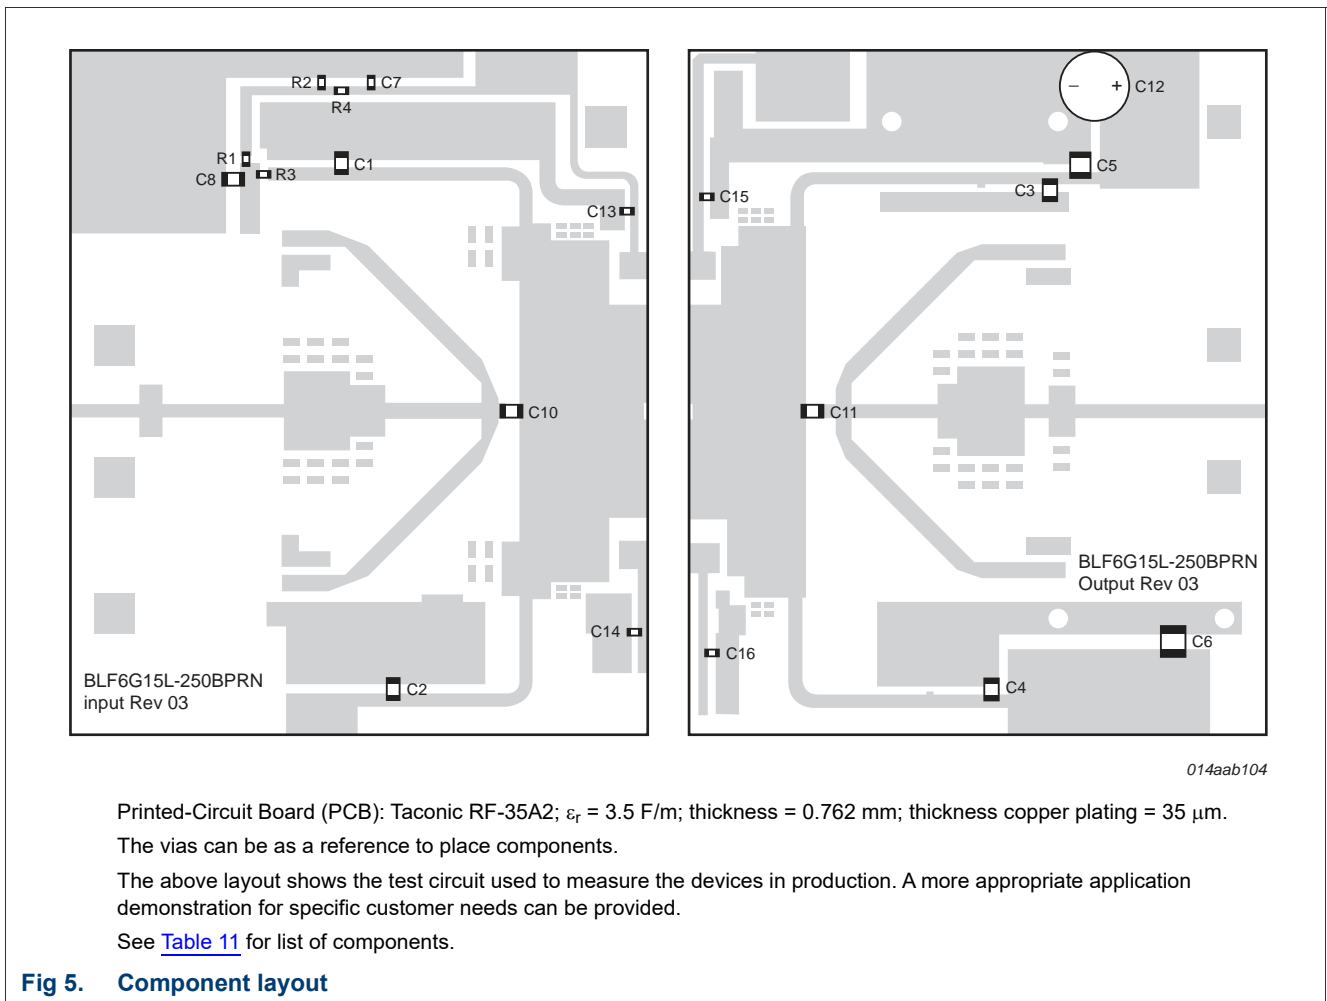 R2
C7
R4
R1
C1
C8
R3
C13
C10
C14
C2
BLF6G15L-250BPRN
input Rev 03
− +
C12
C5
C3
C15
C11
BLF6G15L-250BPRN
Output Rev 03
C16
C6
C4
014aab104
Printed-Circuit Board (PCB): Taconic RF-35A2; εr = 3.5 F/m; thickness = 0.762 mm; thickness copper plating = 35 μm.
The vias can be as a reference to place components.
The above layout shows the test circuit used to measure the devices in production. A more appropriate application
demonstration for specific customer needs can be provided.
See Table 11 for list of components.
Fig 5. Component layout